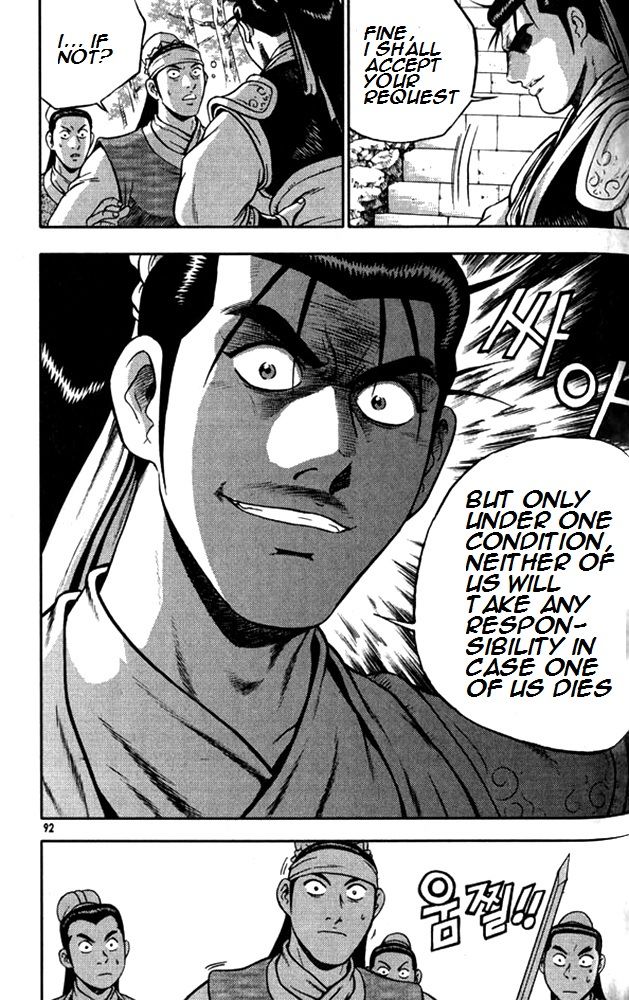 I... IF
NOT?
FINE,
I SHALL
ACCEPT
YOUR
REQUEST
싸아
BUT ONLY
UNDER ONE
CONDITION,
NEITHER OF
US WILL
TAKE ANY
RESPON-
SIBILITY IN
CASE ONE
OF US DIES
92
움찔!!